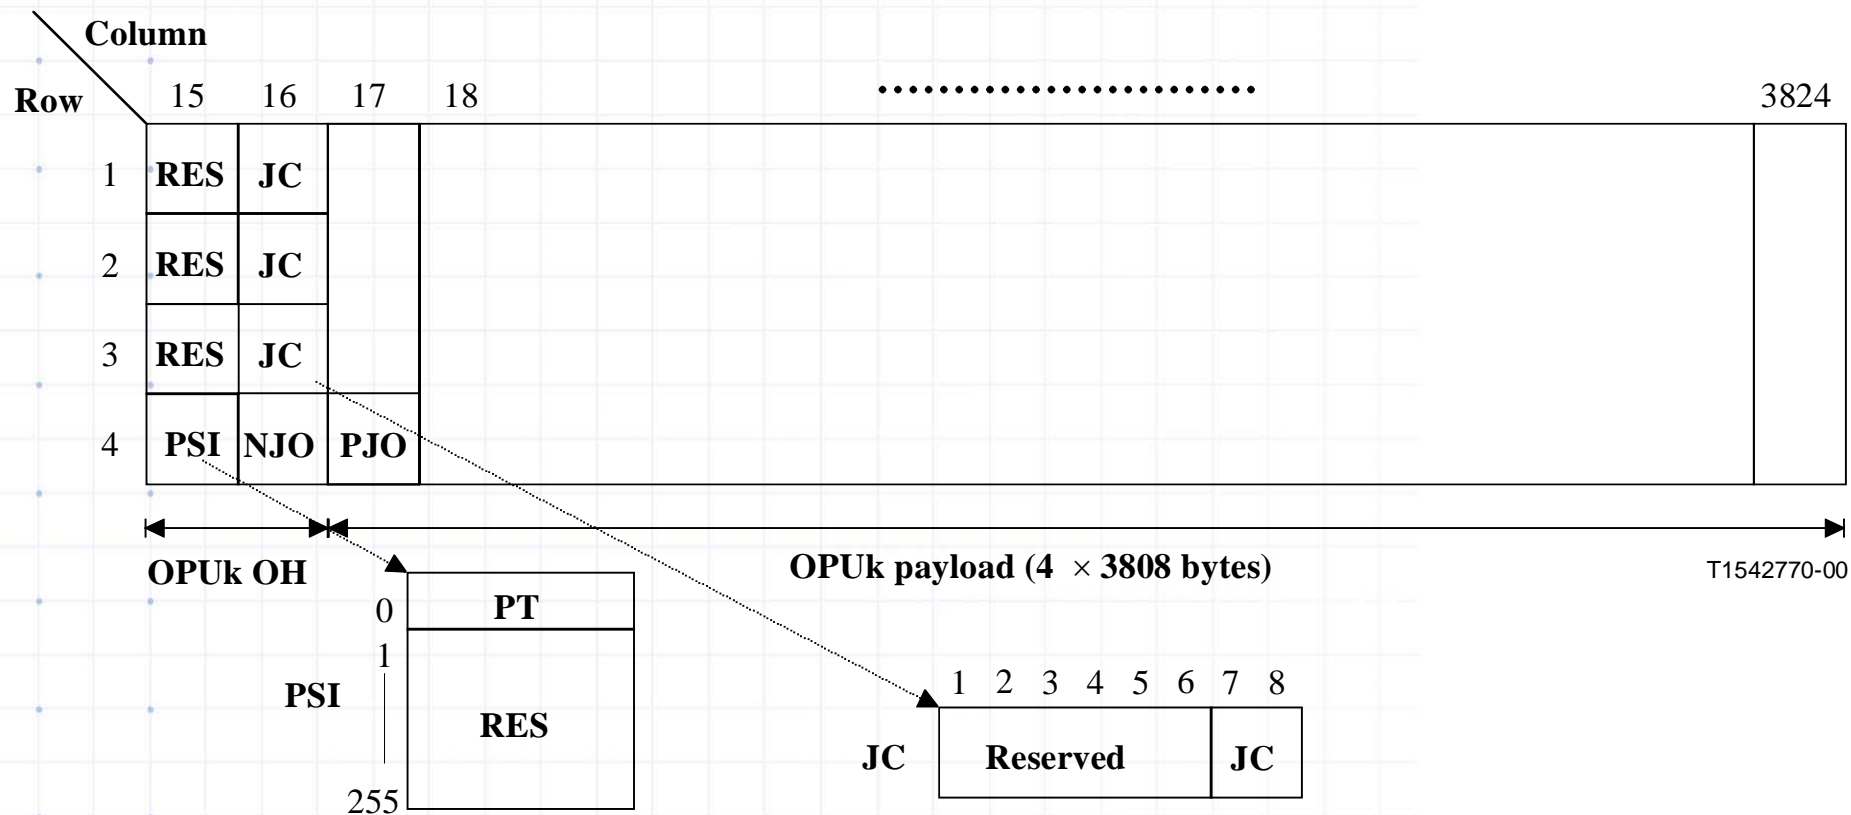 Column
Row 15 16 17 18 3824
1 RES JC
2 RES JC
3 RES JC
4 PSI NJO PJO
OPUk OH OPUk payload (4 × 3808 bytes) T1542770-00
0 PT
1
PSI RES
255
1 2 3 4 5 6 7 8
JC Reserved JC